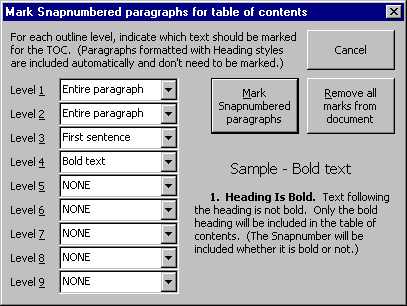 Mark Snapnumbered paragraphs for table of contents
For each outline level, indicate which text should be marked
for the TOC.  (Paragraphs formatted with Heading styles
are included automatically and don't need to be marked.)
Cancel
Level 1 Entire paragraph
Level 2 Entire paragraph
Level 3 First sentence
Level 4 Bold text
Level 5 NONE
Level 6 NONE
Level 7 NONE
Level 8 NONE
Level 9 NONE
Mark
Snapnumbered
paragraphs
Remove all
marks from
document
Sample - Bold text
1.  Heading Is Bold.  Text following
the heading is not bold.  Only the bold
heading will be included in the table of
contents.  (The Snapnumber will be
included whether it is bold or not.)